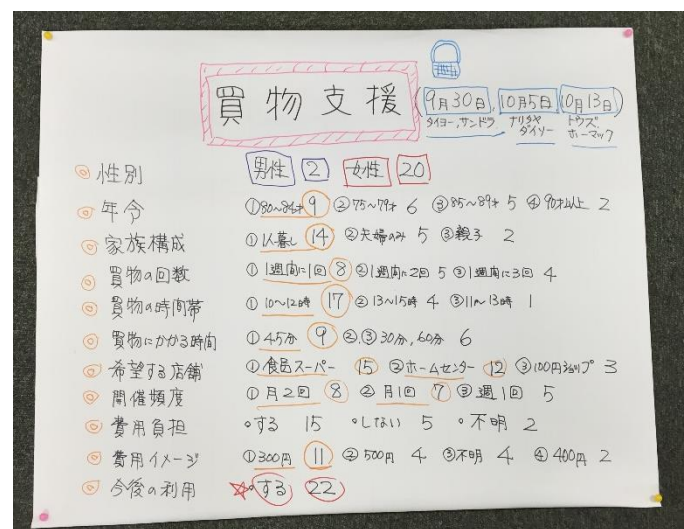 買物支援(9月30日,10月5日,10月13日)
タイヨー,サンドラ ナリタヤ ダイソー トウズ. ホーマック
◎性別 男性 2 女性 20
◎年令 ①80〜84才 9 ②75〜79才 6 ③85〜89才 5 ④90才以上 2
◎家族構成 ①1人暮し 14 ②夫婦のみ 5 ③親子 2
◎買物の回数 ①1週間に1回 8 ②1週間に2回 5 ③1週間に3回 4
◎買物の時間帯 ①10〜12時 17 ②13〜15時 4 ③11〜13時 1
◎買物にかかる時間 ①45分 9 ②,③30分,60分 6
◎希望する店舗 ①食品スーパー 15 ②ホームセンター 12 ③100円ショップ 3
◎開催頻度 ①月2回 8 ②月1回 7 ③週1回 5
◎費用負担 ○する 15 ○しない 5 ○不明 2
◎費用イメージ ①300円 11 ②500円 4 ③不明 4 ④400円 2
◎今後の利用 ☆○する 22